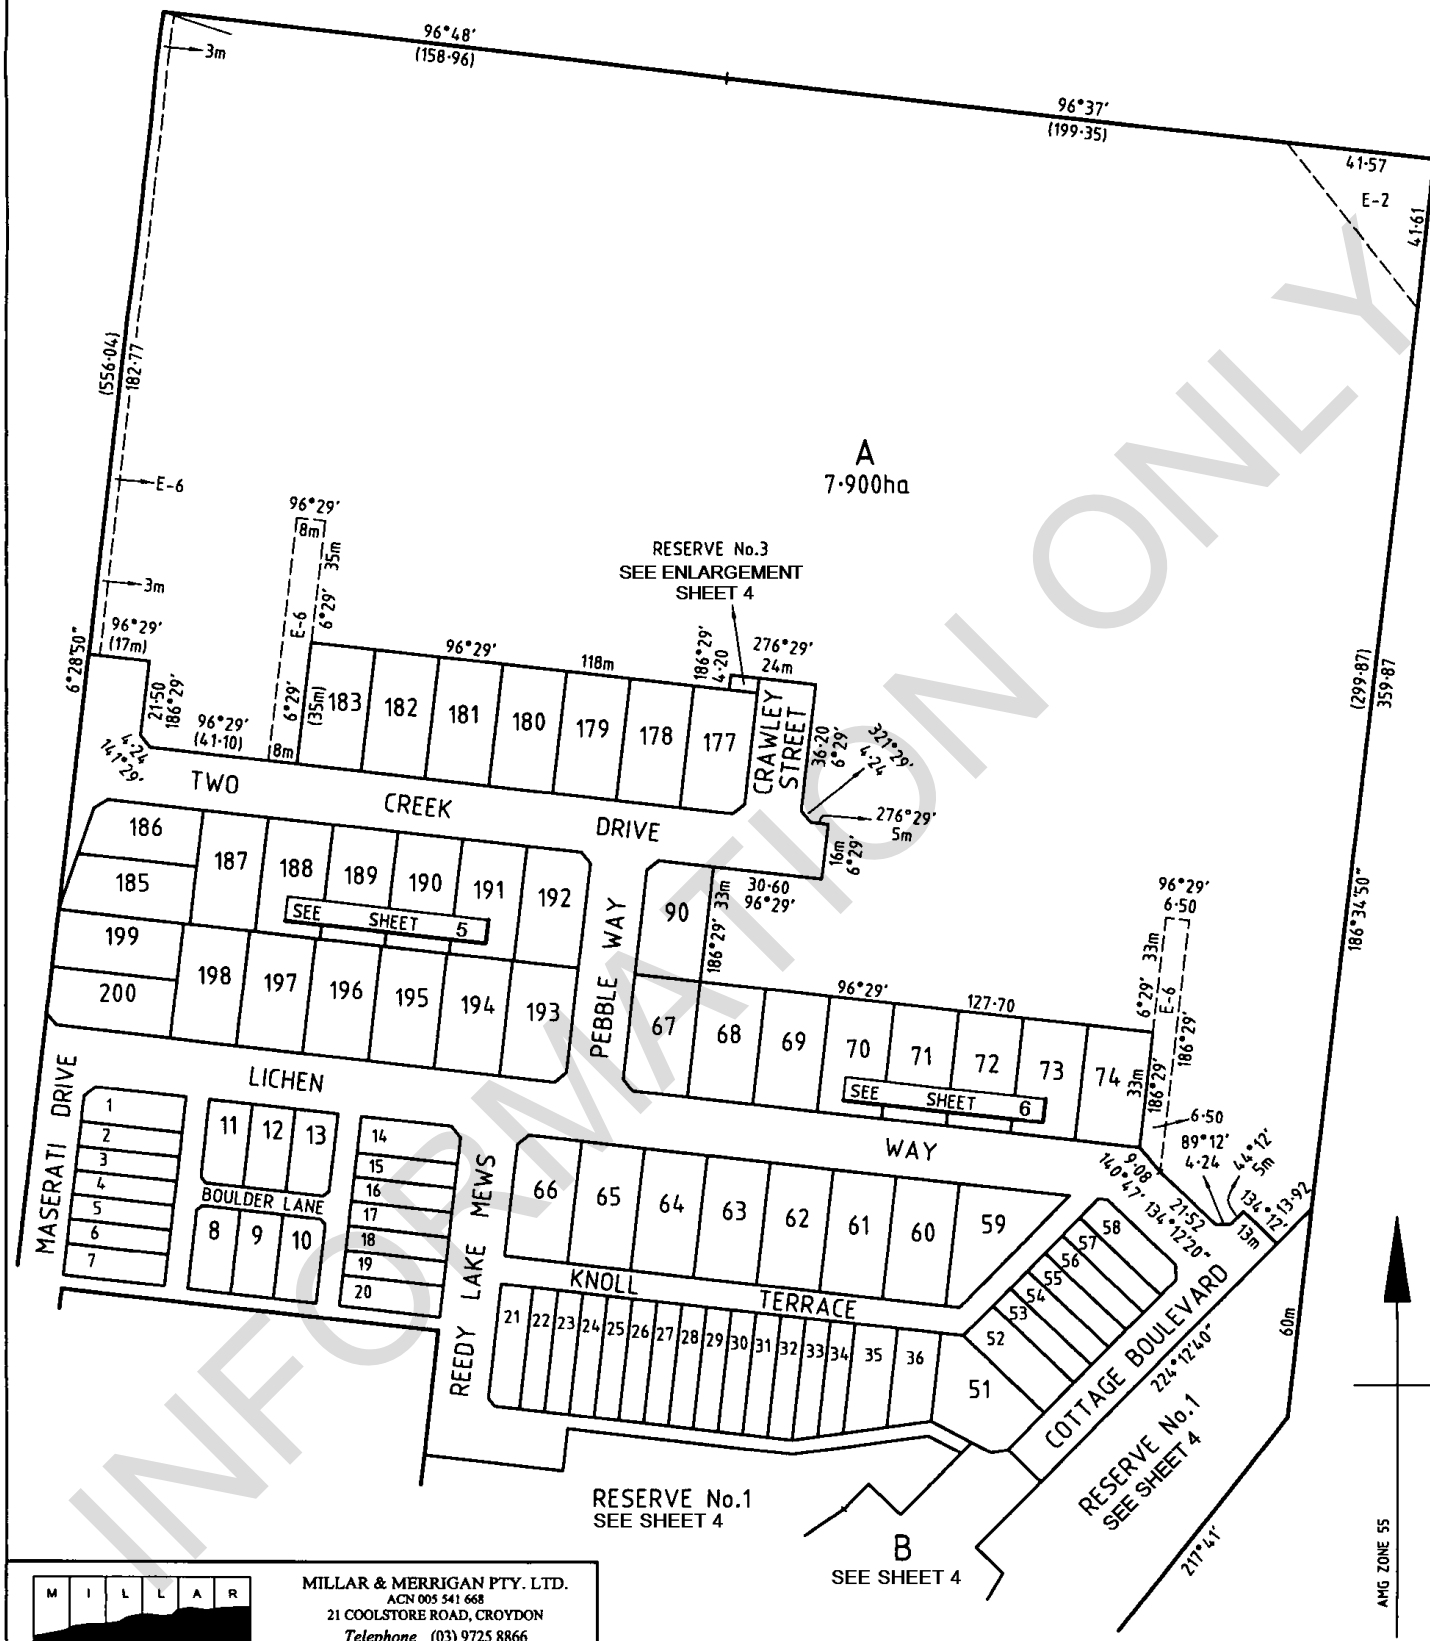 96°48'
(158·96)
3m
96°37'
(199·35)
41·57
E-2
41·61
(556·04)
182·77
A
7·900ha
E-6
96°29'
8m
35m
6°29'
E-6
3m
RESERVE No.3
SEE ENLARGEMENT
SHEET 4
96°29'
(17m)
6°28'50"
21·50
186°29'
96°29'
(41·10)
4·24
141°29'
6°29'
(35m)
8m
96°29'
118m
186°29'
4·20
276°29'
24m
183
182
181
180
179
178
177
CRAWLEY
STREET
36·20
6°29'
321°29'
4·24
276°29'
5m
16m
6°29'
(299·87)
359·87
186°34'50"
TWO CREEK DRIVE
186
185
187
188
189
190
191
192
SEE SHEET 5
199
200
198
197
196
195
194
193
PEBBLE WAY
90
186°29' 33m
30·60
96°29'
96°29'
6·50
33m
6°29'
E-6
186°29'
96°29'
127·70
67
68
69
70
71
72
73
74
33m
186°29'
SEE SHEET 6
6·50
89°12'
4·24
44°12'
5m
9·08
140°47'
21·52
134°12'20"
134°12'
13·92
13m
LICHEN WAY
MASERATI DRIVE
1
2
3
4
5
6
7
11
12
13
BOULDER LANE
8
9
10
14
15
16
17
18
19
20
REEDY LAKE MEWS
66
65
64
63
62
61
60
59
KNOLL TERRACE
21
22
23
24
25
26
27
28
29
30
31
32
33
34
35
36
51
52
53
54
55
56
57
58
COTTAGE BOULEVARD
224°12'40"
60m
RESERVE No.1
SEE SHEET 4
RESERVE No.1
SEE SHEET 4
B
SEE SHEET 4
217°41'
AMG ZONE 55
INFORMATION ONLY
M I L L A R
MILLAR & MERRIGAN PTY. LTD.
ACN 005 541 668
21 COOLSTORE ROAD, CROYDON
Telephone (03) 9725 8866